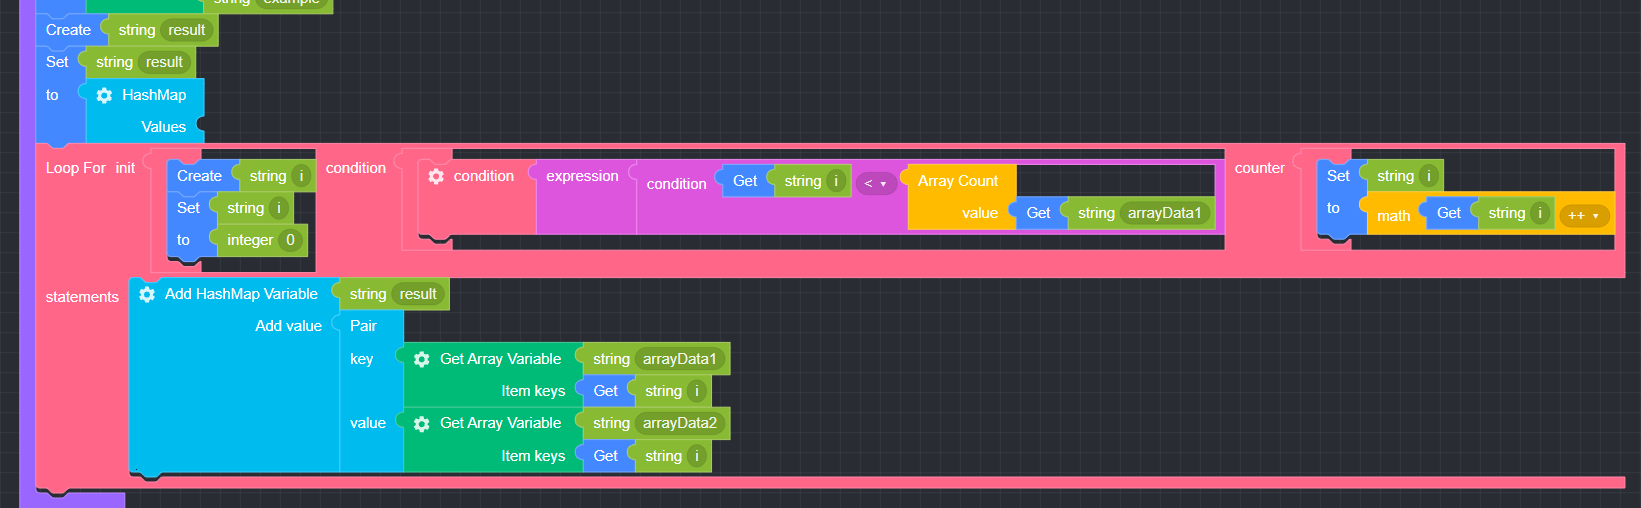 string example
Create string result
Set string result
to HashMap
Values
Loop For init Create string i condition condition expression condition Get string i < ▾ Array Count counter Set string i
Set string i value Get string arrayData1 to math Get string i ++ ▾
to integer 0
statements Add HashMap Variable string result
Add value Pair
key Get Array Variable string arrayData1
Item keys Get string i
value Get Array Variable string arrayData2
Item keys Get string i